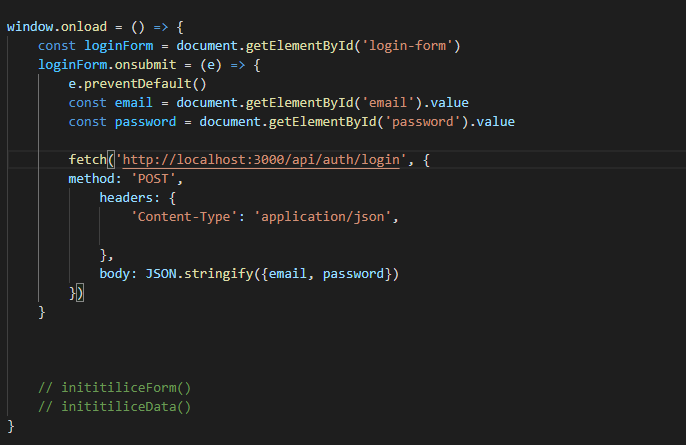 window.onload = () => {
const loginForm = document.getElementById('login-form')
loginForm.onsubmit = (e) => {
e.preventDefault()
const email = document.getElementById('email').value
const password = document.getElementById('password').value
fetch('http://localhost:3000/api/auth/login', {
method: 'POST',
headers: {
'Content-Type': 'application/json',
},
body: JSON.stringify({email, password})
})
}
// inititiliceForm()
// inititiliceData()
}